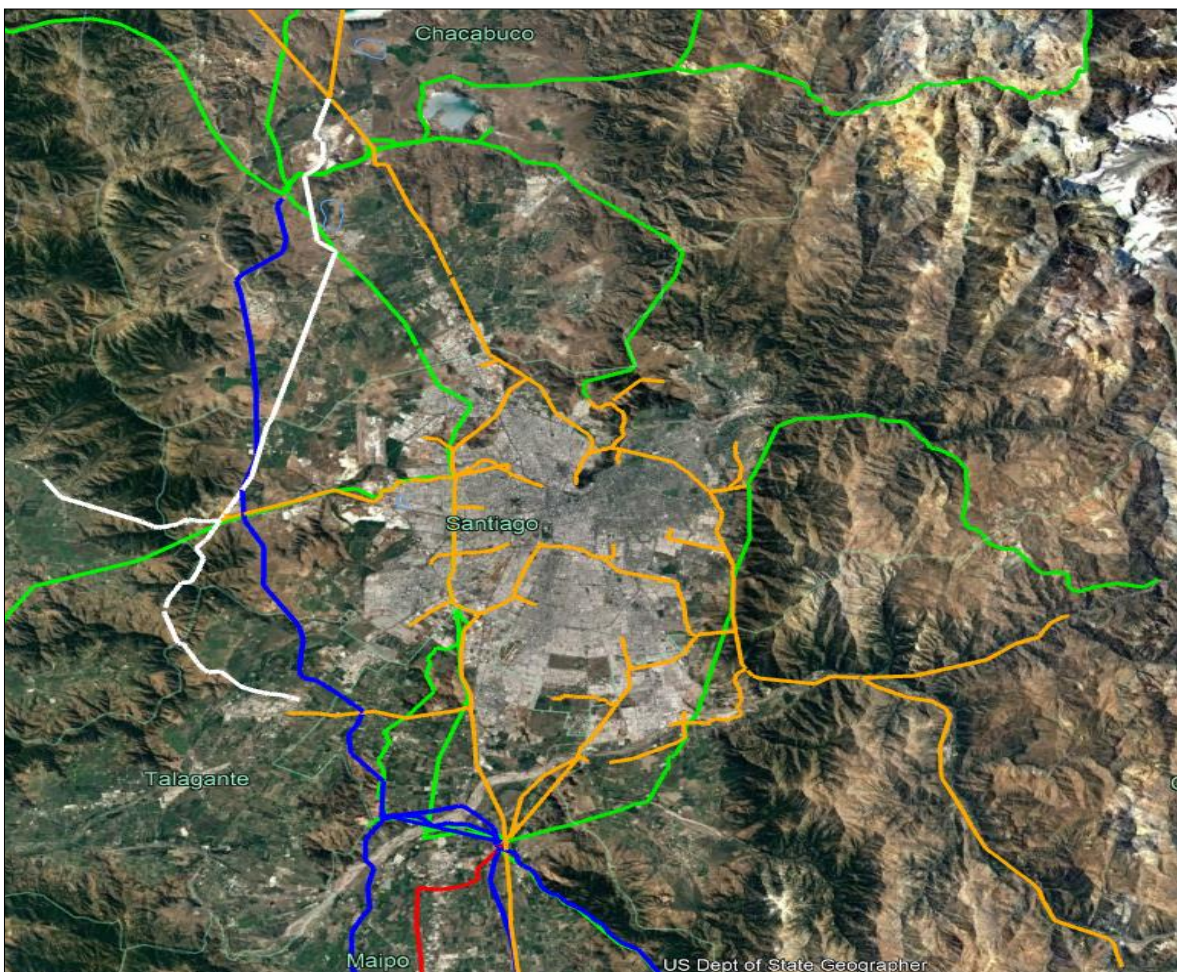 Chacabuco
Santiago
Talagante
Maipo
US Dept of State Geographer